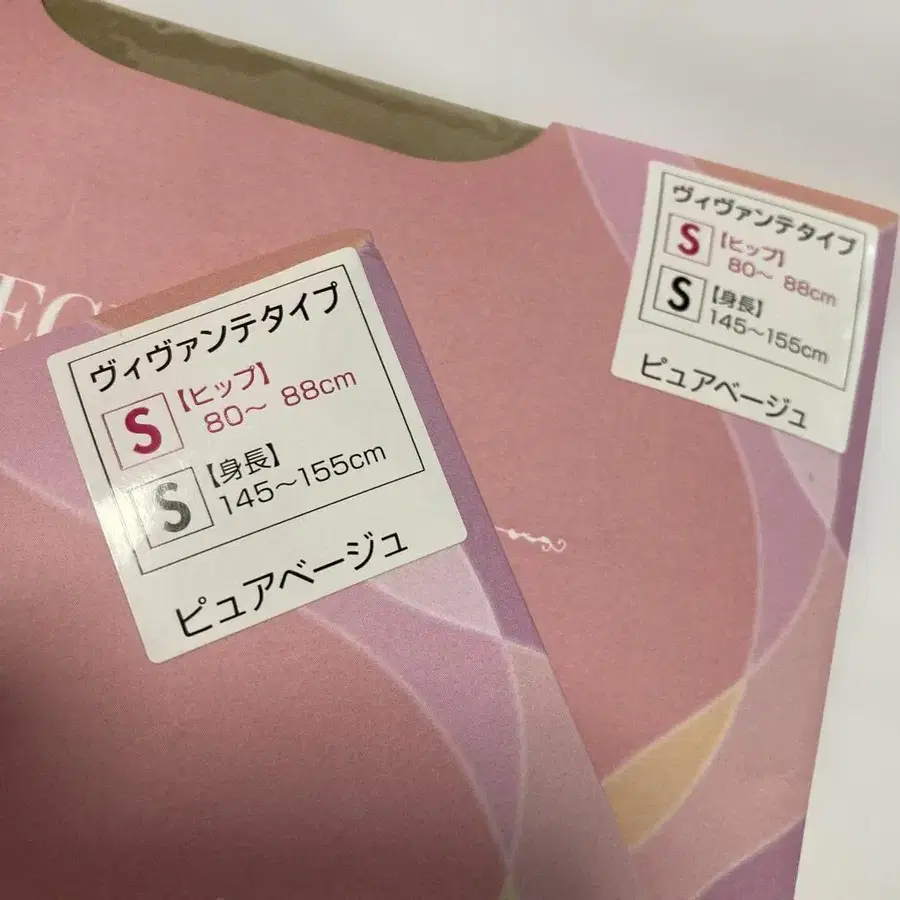 ヴィヴァンテタイプ
S 【ヒップ】
80～ 88cm
S 【身長】
145～155cm
ピュアベージュ
ヴィヴァンテタイプ
S 【ヒップ】
80～ 88cm
S 【身長】
145～155cm
ピュアベージュ